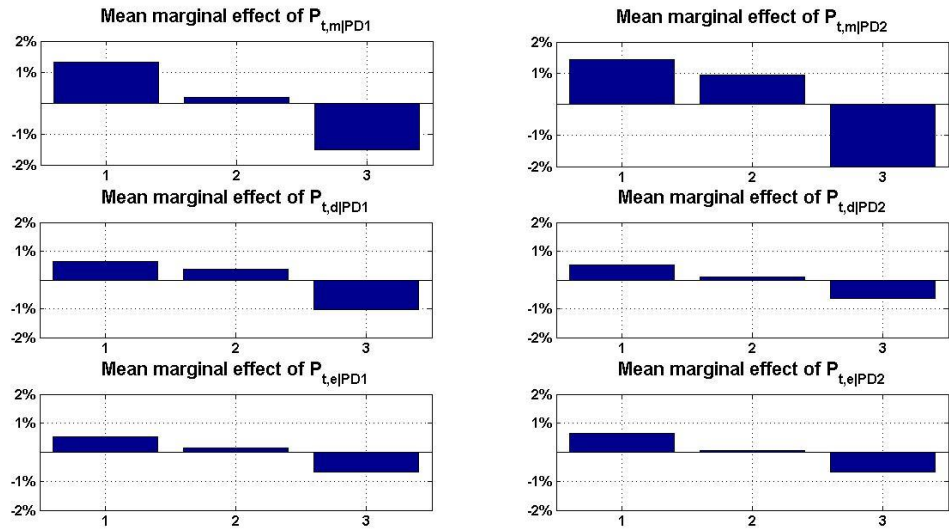 Mean marginal effect of P_{t,m|PD1}
2%
1%
-1%
-2%
1 2 3
Mean marginal effect of P_{t,m|PD2}
2%
1%
-1%
-2%
1 2 3
Mean marginal effect of P_{t,d|PD1}
2%
1%
-1%
-2%
1 2 3
Mean marginal effect of P_{t,d|PD2}
2%
1%
-1%
-2%
1 2 3
Mean marginal effect of P_{t,e|PD1}
2%
1%
-1%
-2%
1 2 3
Mean marginal effect of P_{t,e|PD2}
2%
1%
-1%
-2%
1 2 3